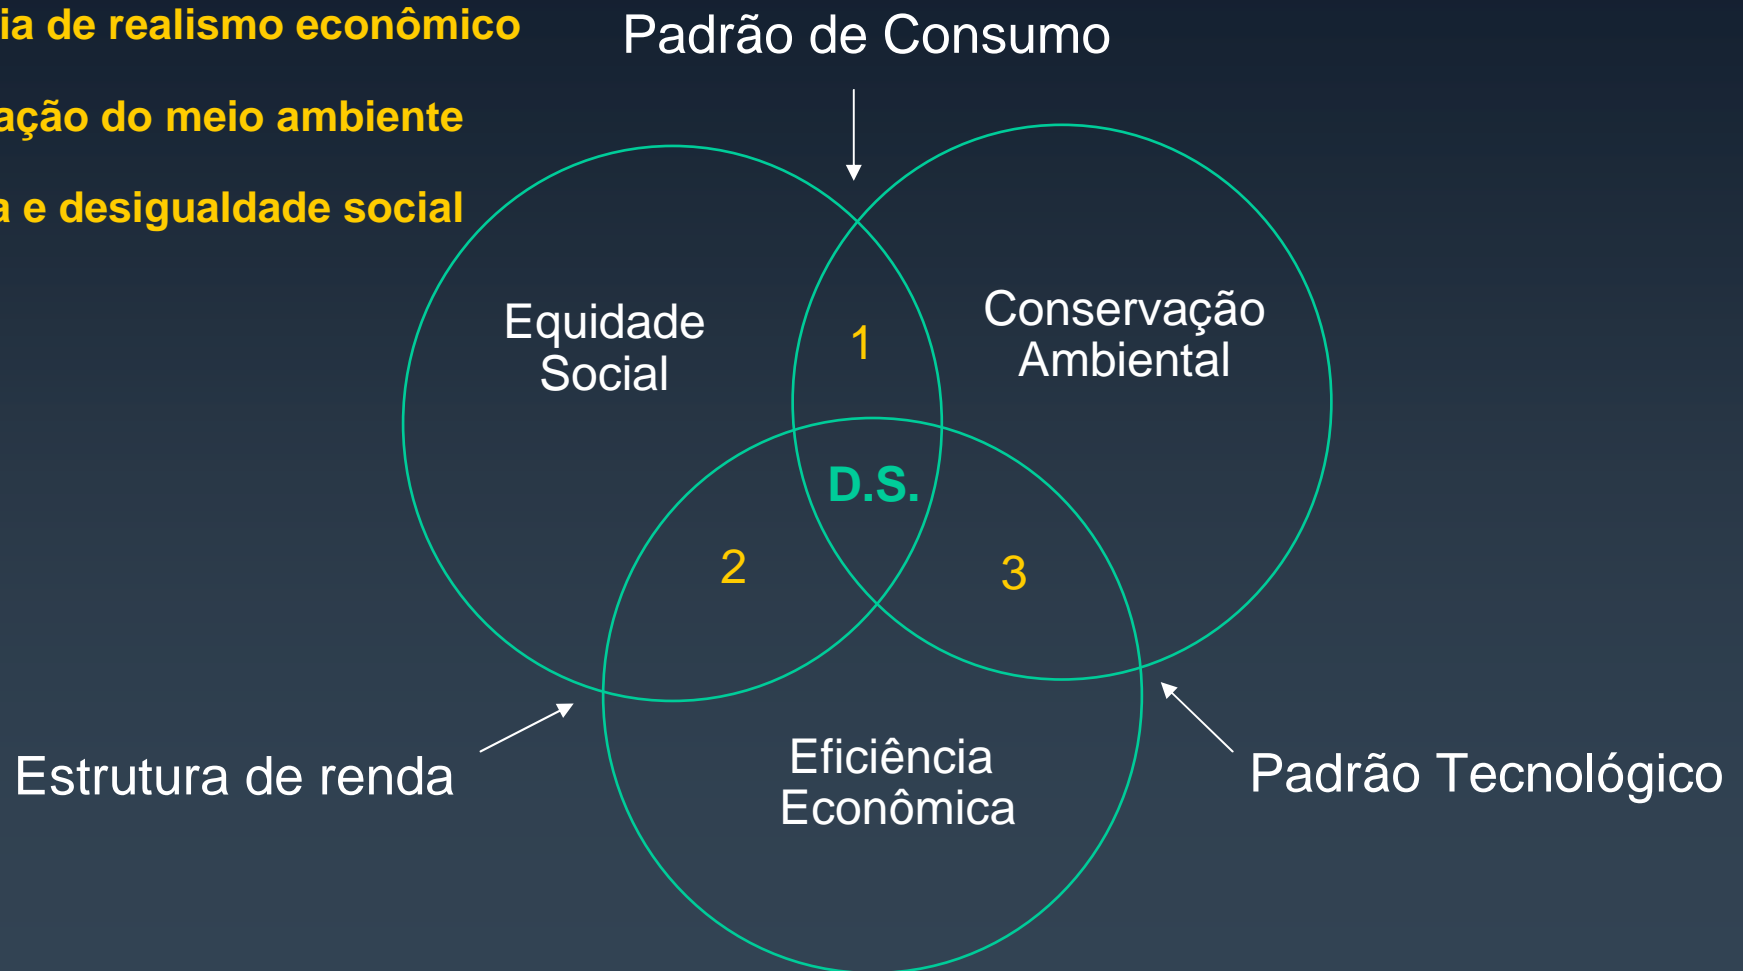 ia de realismo econômico
Padrão de Consumo
ação do meio ambiente
a e desigualdade social
Equidade
Social
1
Conservação
Ambiental
D.S.
2
3
Estrutura de renda
Eficiência
Econômica
Padrão Tecnológico